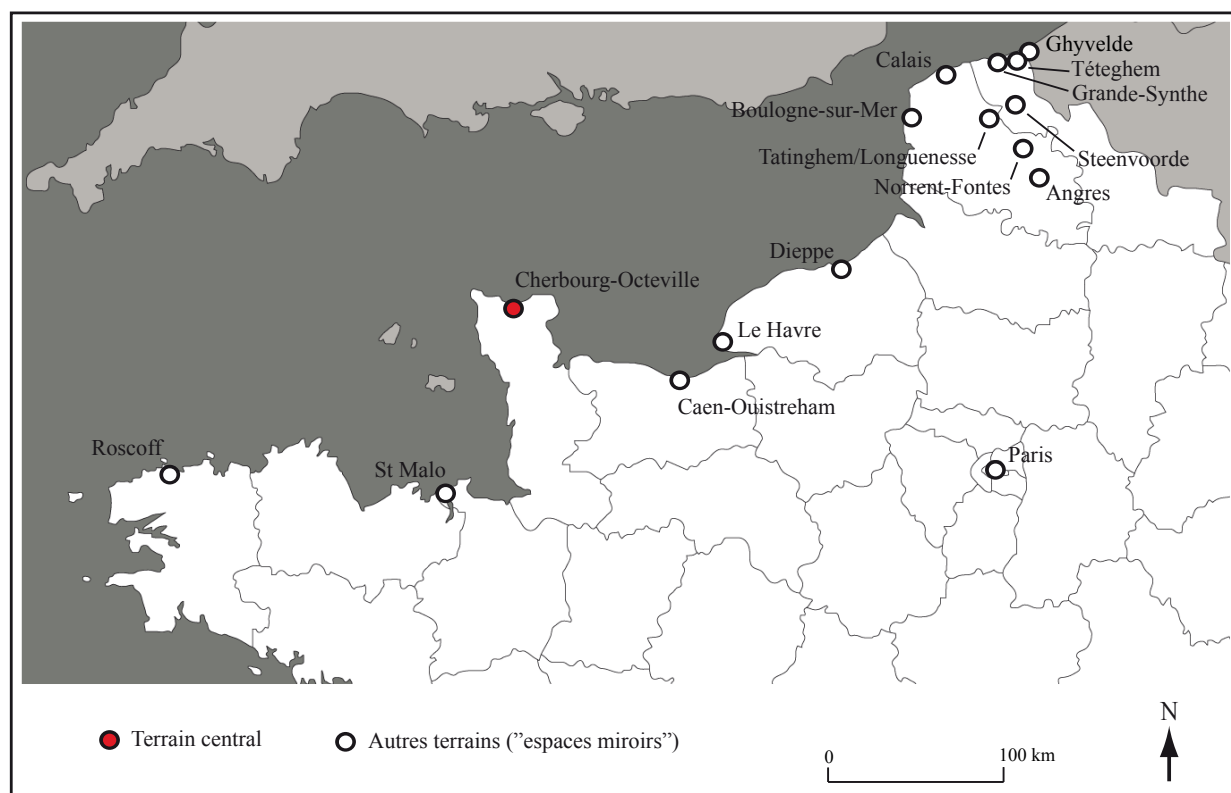 Ghyvelde
Calais
Téteghem
Grande-Synthe
Boulogne-sur-Mer
Tatinghem/Longuenesse
Steenvoorde
Norrent-Fontes
Angres
Dieppe
Cherbourg-Octeville
Le Havre
Caen-Ouistreham
Roscoff
St Malo
Paris
N
Terrain central
Autres terrains (”espaces miroirs”)
0
100 km